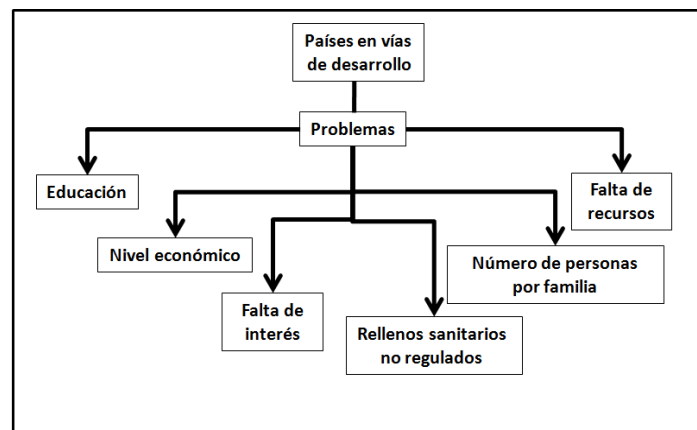 Países en vías
de desarrollo
Problemas
Educación
Falta de
recursos
Nivel económico
Número de personas
por familia
Falta de
interés
Rellenos sanitarios
no regulados